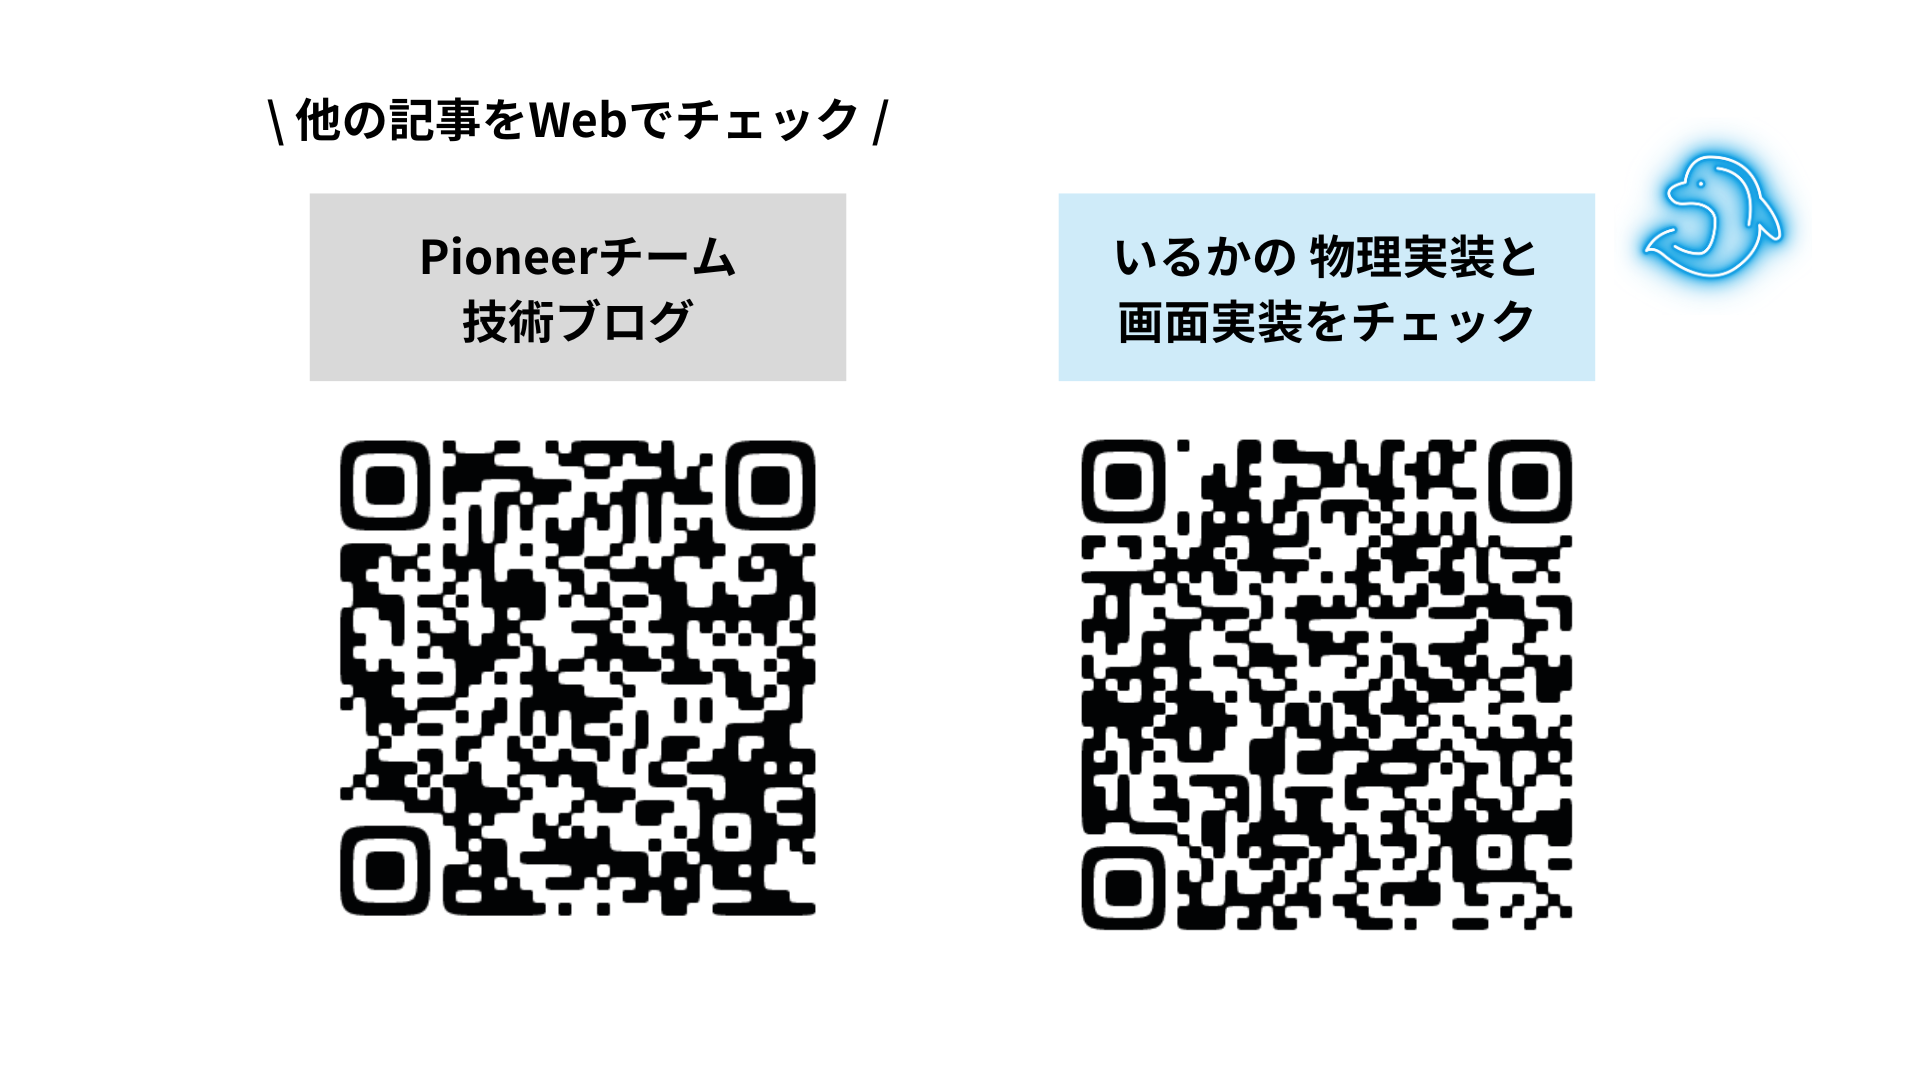 \ 他の記事をWebでチェック /
Pioneerチーム
技術ブログ
いるかの 物理実装と
画面実装をチェック